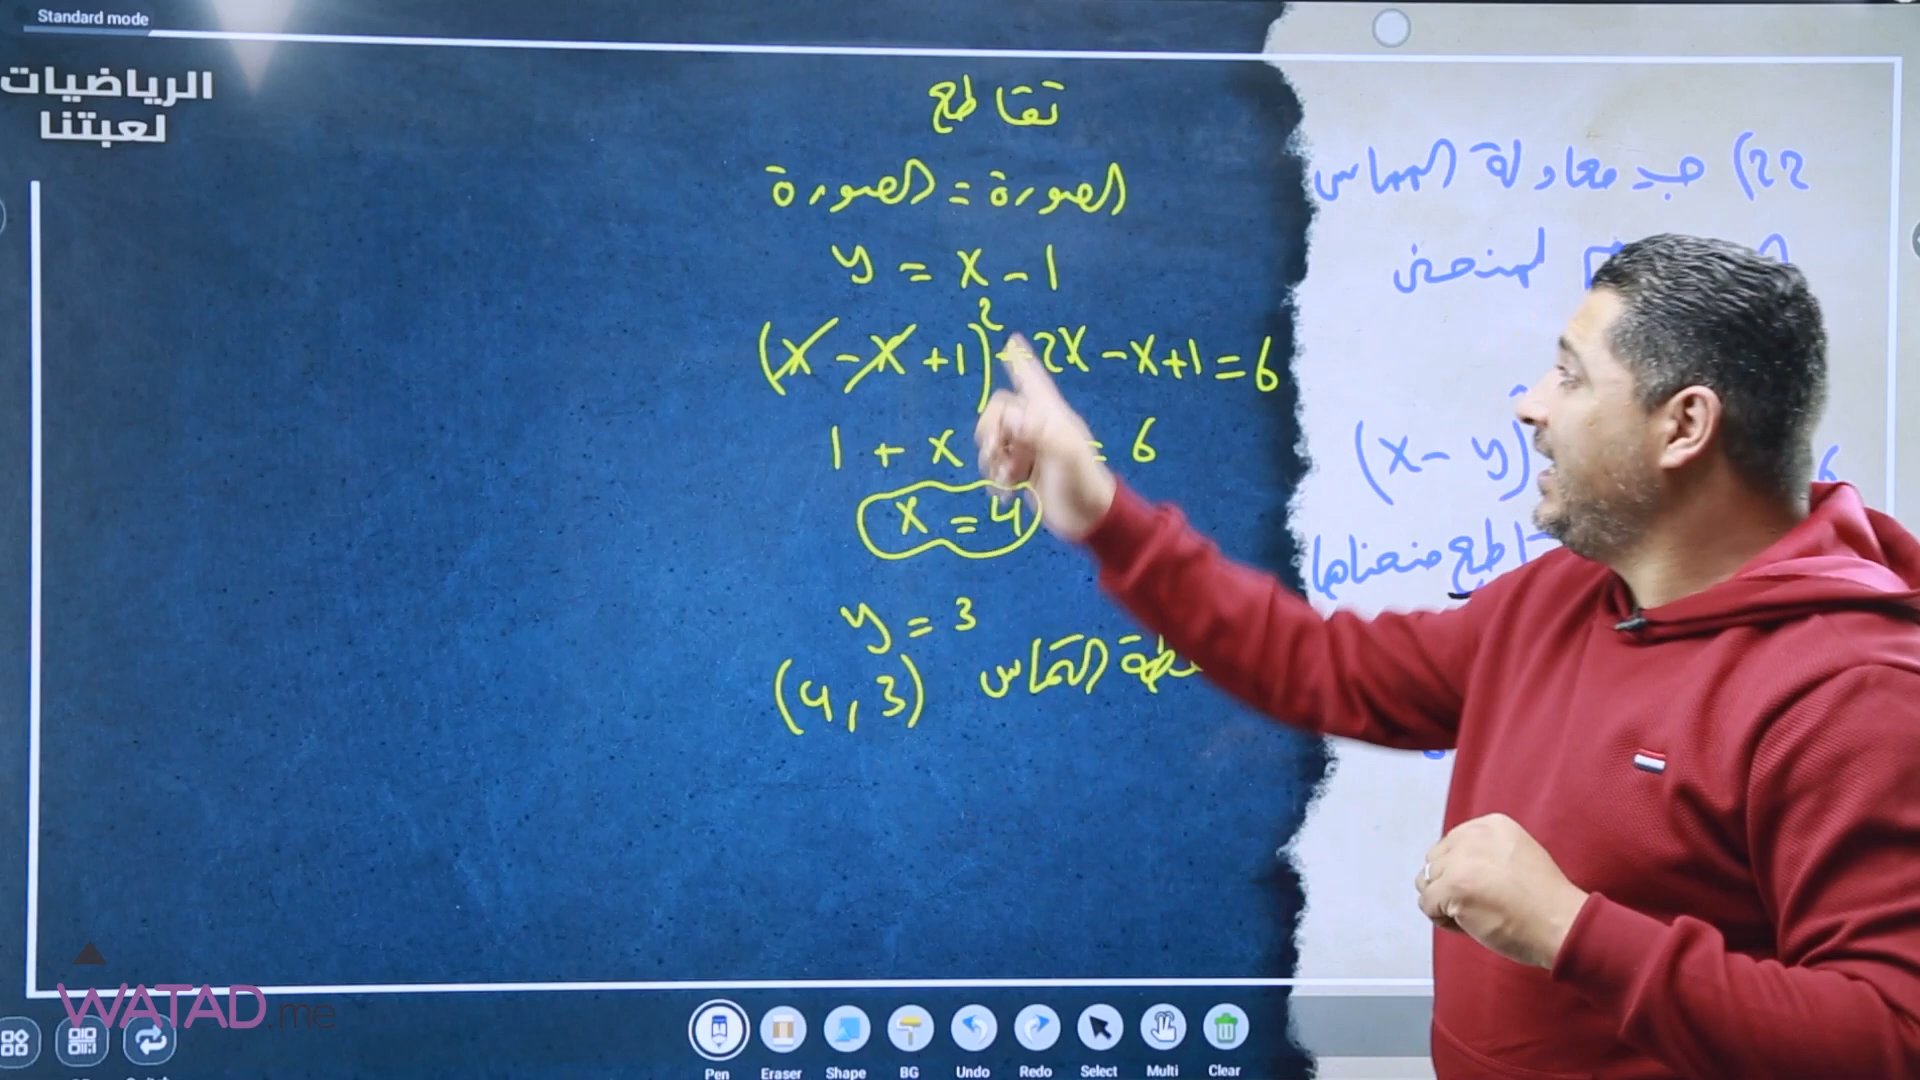 Standard mode
الرياضيات
لعبتنا
تقاطع
الصورة = الصورة
y = x - 1
(x - x + 1)² + 2x - x + 1 = 6
1 + x = 6
x = 4
y = 3
(4, 3) التماس
22) جد معادلة المماس
لمنحنى
(x - y) 6
منحناها
WATAD.me
Pen Eraser Shape BG Undo Redo Select Multi Clear